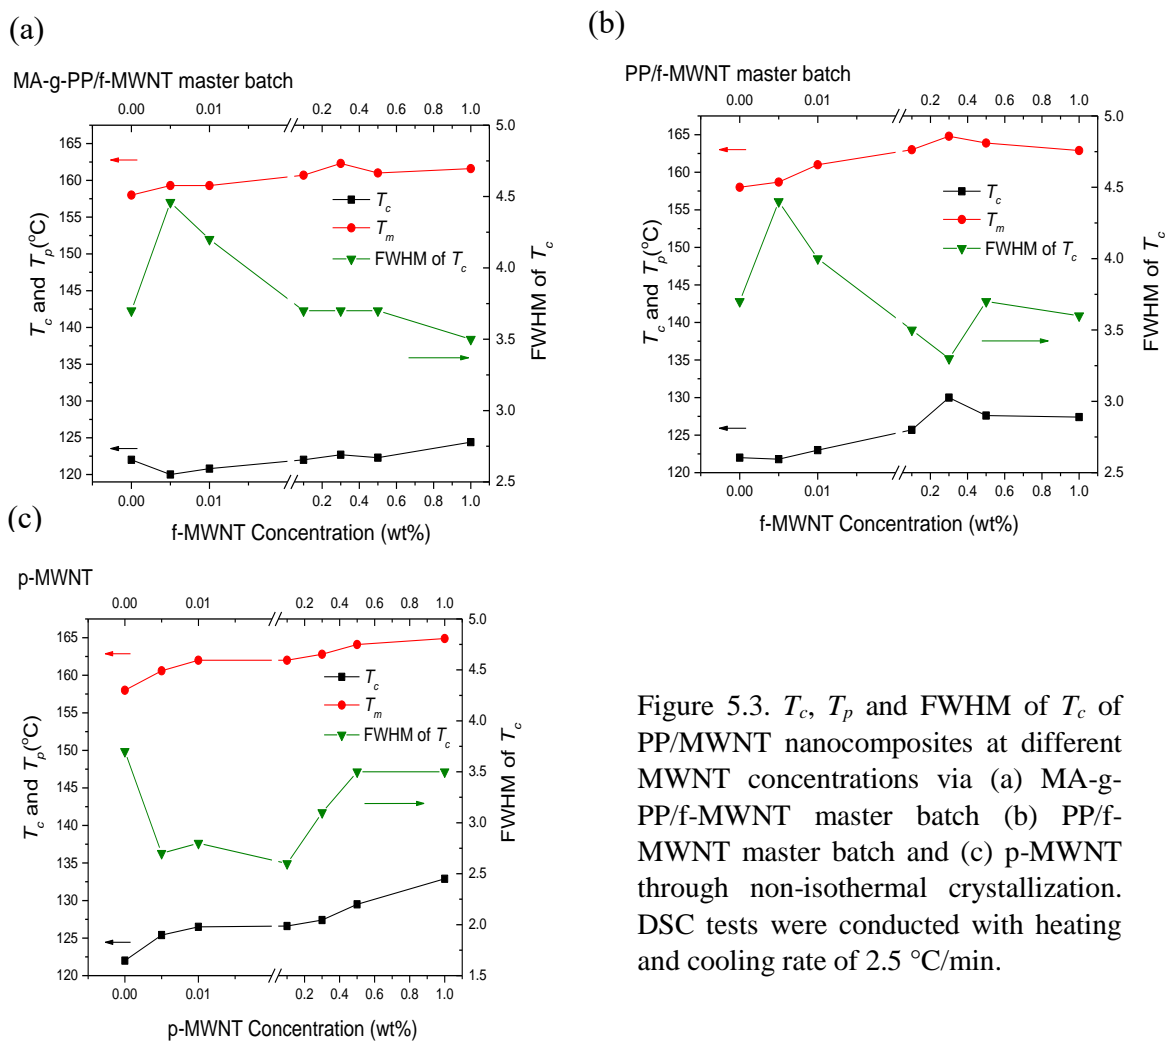 (a)
MA-g-PP/f-MWNT master batch
0.00 0.01 0.2 0.4 0.6 0.8 1.0
165
160
155
150
145
140
135
130
125
120
Tc and Tp(oC)
Tc
Tm
FWHM of Tc
5.0
4.5
4.0
3.5
3.0
2.5
FWHM of Tc
0.00 0.01 0.2 0.4 0.6 0.8 1.0
f-MWNT Concentration (wt%)
(b)
PP/f-MWNT master batch
0.00 0.01 0.2 0.4 0.6 0.8 1.0
165
160
155
150
145
140
135
130
125
120
Tc and Tp(oC)
Tc
Tm
FWHM of Tc
5.0
4.5
4.0
3.5
3.0
2.5
FWHM of Tc
0.00 0.01 0.2 0.4 0.6 0.8 1.0
f-MWNT Concentration (wt%)
(c)
p-MWNT
0.00 0.01 0.2 0.4 0.6 0.8 1.0
165
160
155
150
145
140
135
130
125
120
Tc and Tp(oC)
Tc
Tm
FWHM of Tc
5.0
4.5
4.0
3.5
3.0
2.5
2.0
1.5
FWHM of Tc
0.00 0.01 0.2 0.4 0.6 0.8 1.0
p-MWNT Concentration (wt%)
Figure 5.3. Tc, Tp and FWHM of Tc of
PP/MWNT nanocomposites at different
MWNT concentrations via (a) MA-g-
PP/f-MWNT master batch (b) PP/f-
MWNT master batch and (c) p-MWNT
through non-isothermal crystallization.
DSC tests were conducted with heating
and cooling rate of 2.5 °C/min.